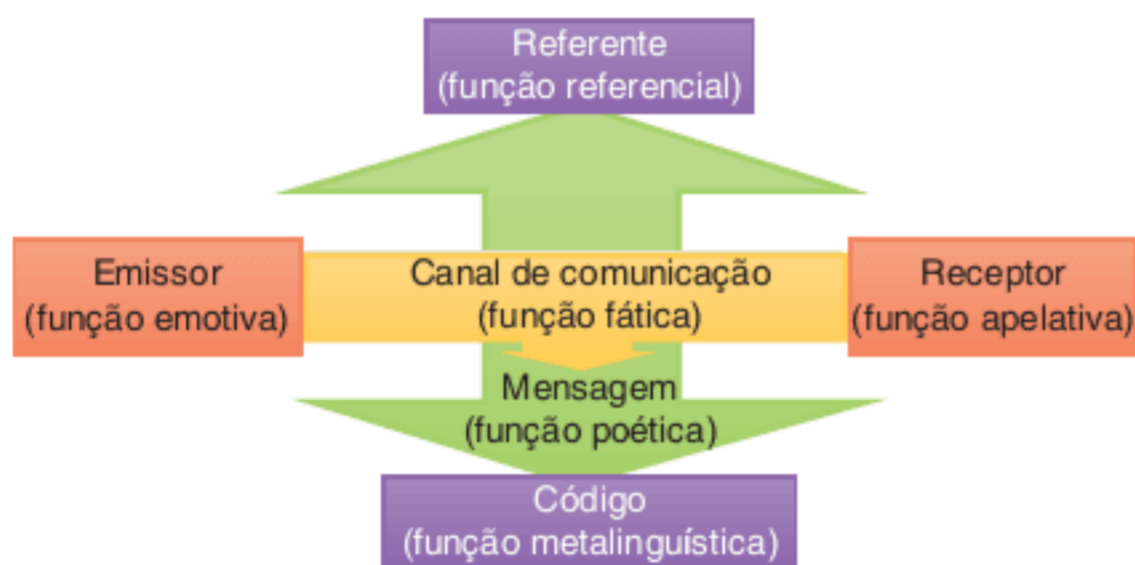 Referente
(função referencial)
Emissor
(função emotiva)
Canal de comunicação
(função fática)
Receptor
(função apelativa)
Mensagem
(função poética)
Código
(função metalinguística)